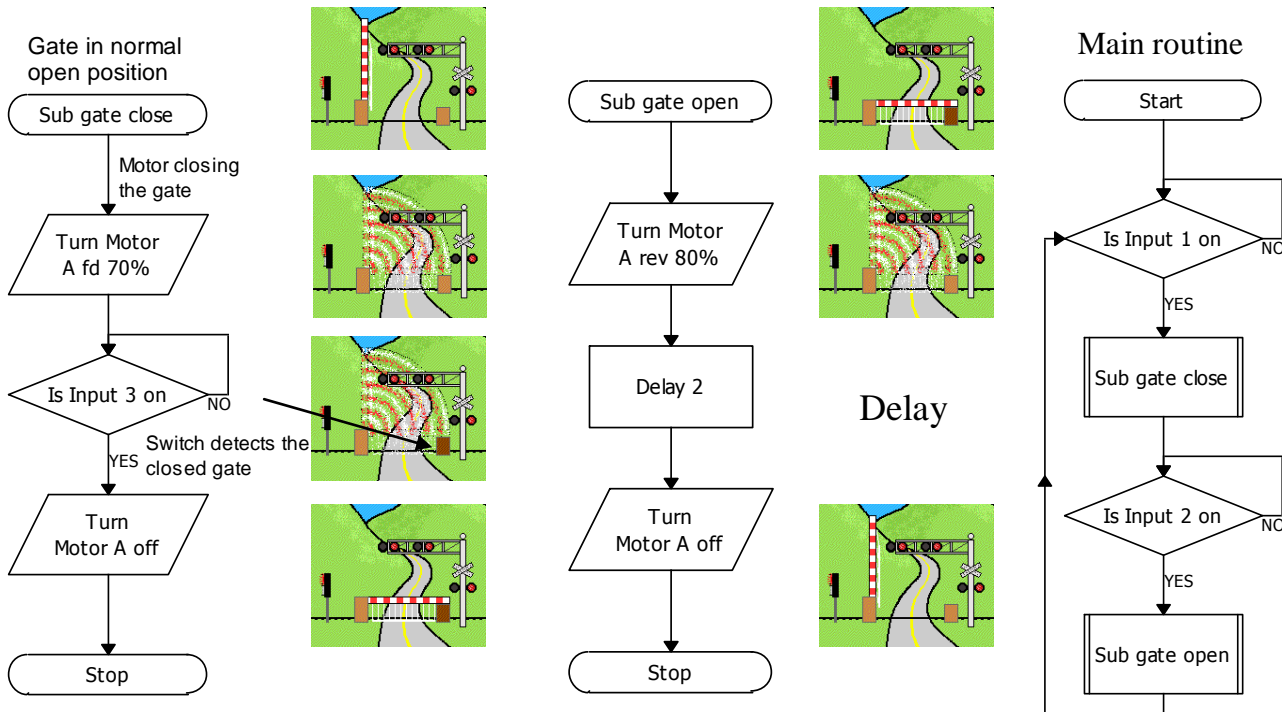 Gate in normal
open position
Sub gate close
Motor closing
the gate
Turn Motor
A fd 70%
Is Input 3 on
NO
Switch detects the
closed gate
YES
Turn
Motor A off
Stop
Sub gate open
Turn Motor
A rev 80%
Delay 2
Delay
Turn
Motor A off
Stop
Main routine
Start
Is Input 1 on
NO
YES
Sub gate close
Is Input 2 on
NO
YES
Sub gate open